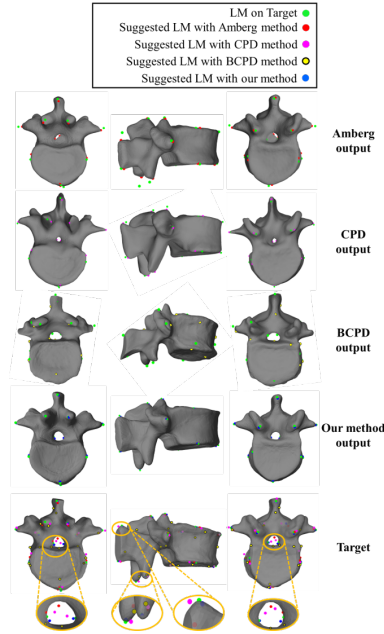 LM on Target
Suggested LM with Amberg method
Suggested LM with CPD method
Suggested LM with BCPD method
Suggested LM with our method
Amberg
output
CPD
output
BCPD
output
Our method
output
Target